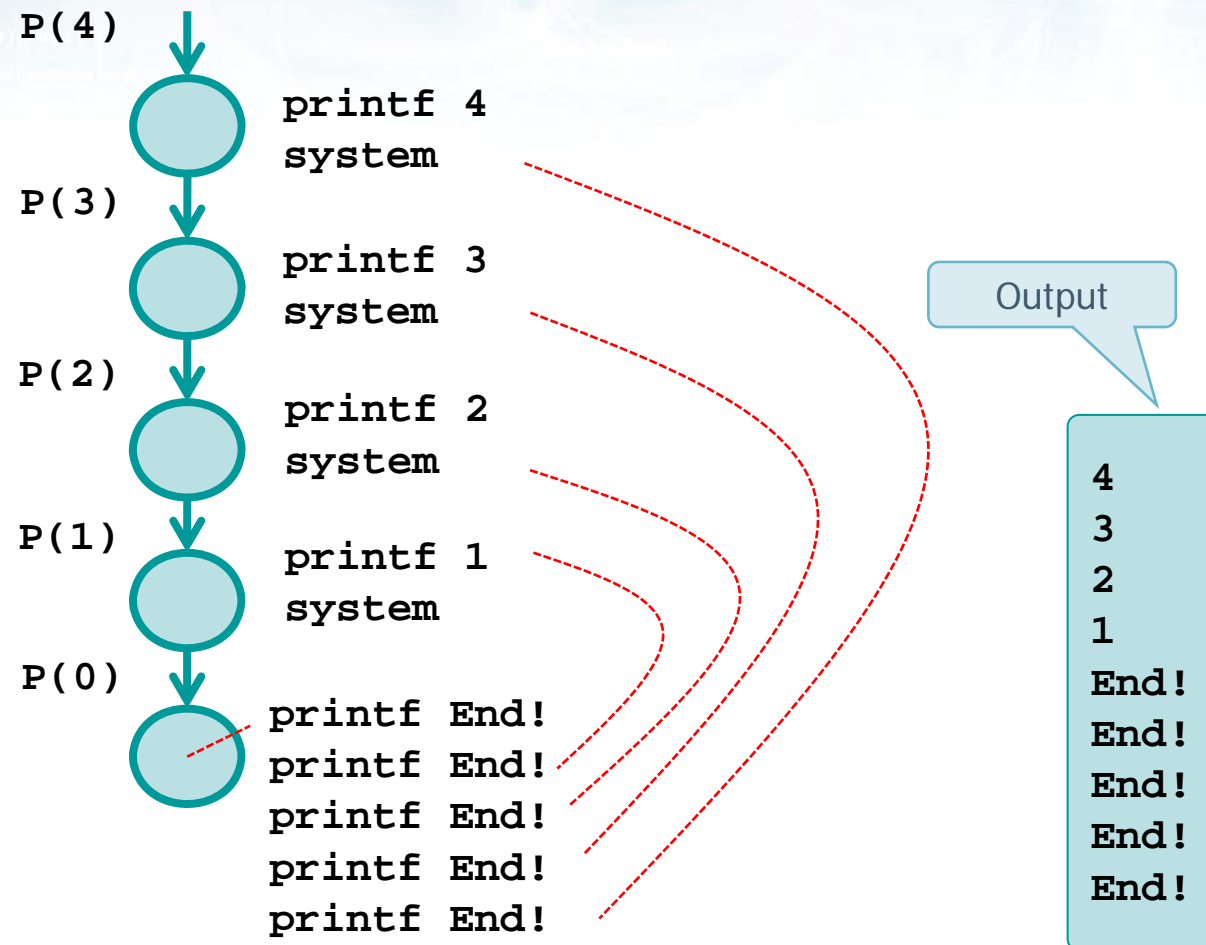 P(4)
printf 4
system
P(3)
printf 3
system
P(2)
printf 2
system
P(1)
printf 1
system
P(0)
printf End!
printf End!
printf End!
printf End!
printf End!
Output
4
3
2
1
End!
End!
End!
End!
End!